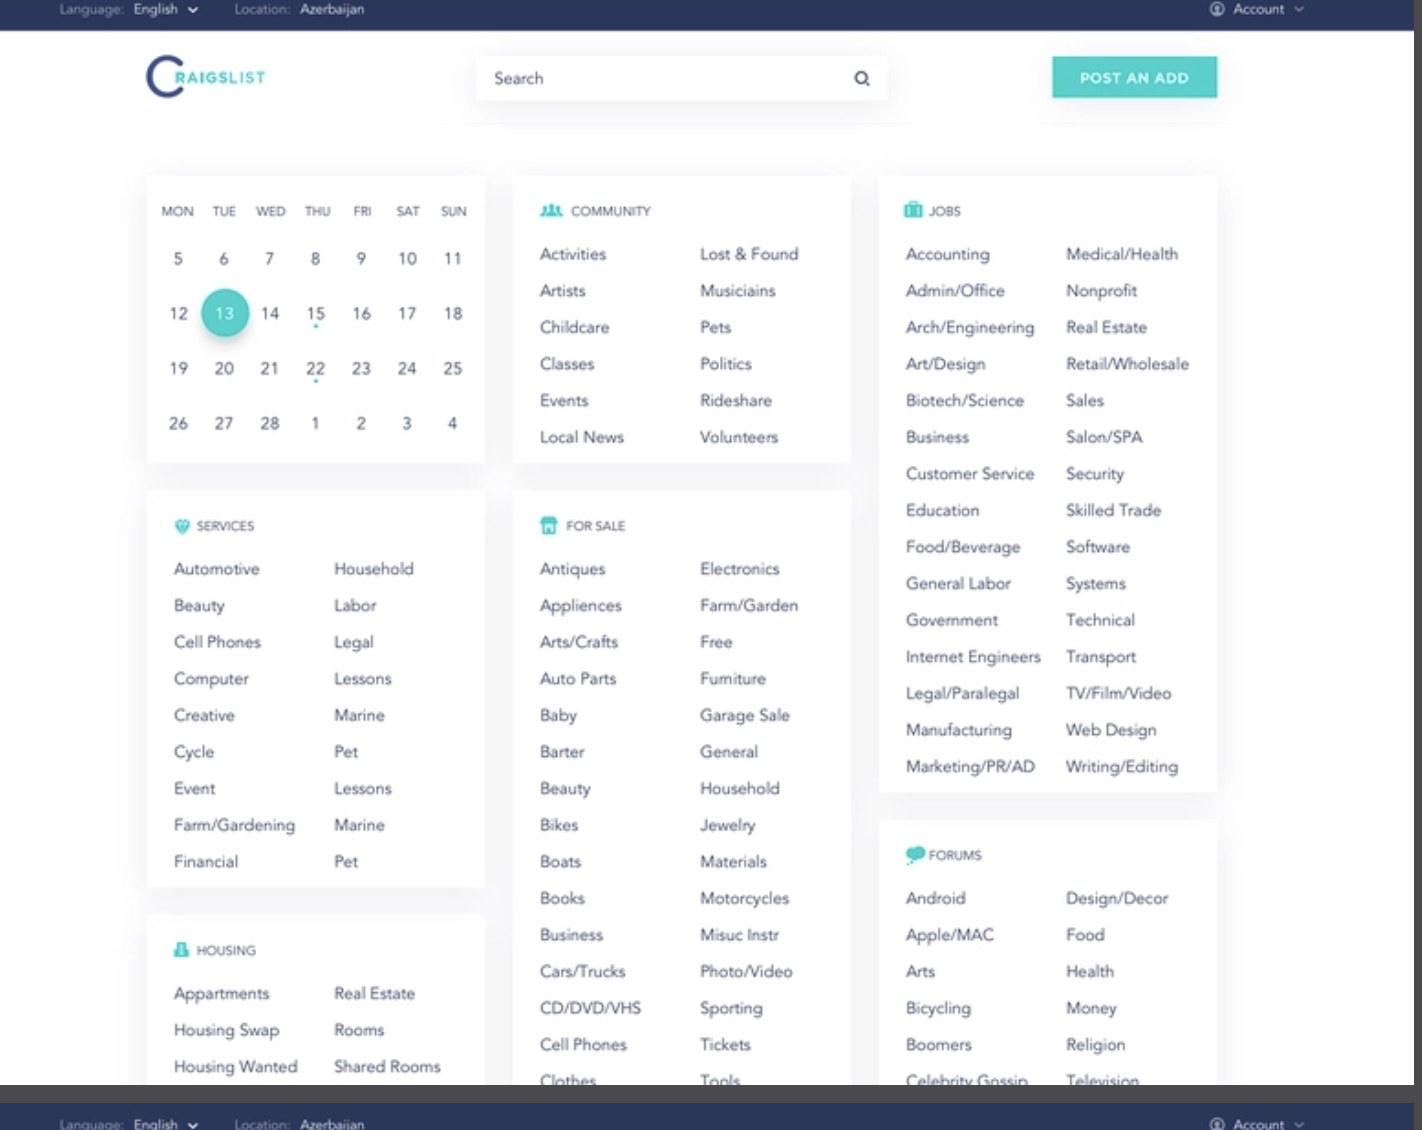 Language: English Location: Azerbaijan Account
CRAIGSLIST
Search
POST AN ADD
MON TUE WED THU FRI SAT SUN
5 6 7 8 9 10 11
12 13 14 15 16 17 18
19 20 21 22 23 24 25
26 27 28 1 2 3 4
COMMUNITY
Activities Lost & Found
Artists Musiciains
Childcare Pets
Classes Politics
Events Rideshare
Local News Volunteers
JOBS
Accounting Medical/Health
Admin/Office Nonprofit
Arch/Engineering Real Estate
Art/Design Retail/Wholesale
Biotech/Science Sales
Business Salon/SPA
Customer Service Security
Education Skilled Trade
Food/Beverage Software
General Labor Systems
Government Technical
Internet Engineers Transport
Legal/Paralegal TV/Film/Video
Manufacturing Web Design
Marketing/PR/AD Writing/Editing
SERVICES
Automotive Household
Beauty Labor
Cell Phones Legal
Computer Lessons
Creative Marine
Cycle Pet
Event Lessons
Farm/Gardening Marine
Financial Pet
FOR SALE
Antiques Electronics
Appliences Farm/Garden
Arts/Crafts Free
Auto Parts Furniture
Baby Garage Sale
Barter General
Beauty Household
Bikes Jewelry
Boats Materials
Books Motorcycles
Business Misuc Instr
Cars/Trucks Photo/Video
CD/DVD/VHS Sporting
Cell Phones Tickets
Clothes Tools
FORUMS
Android Design/Decor
Apple/MAC Food
Arts Health
Bicycling Money
Boomers Religion
Celebrity Gossip Television
HOUSING
Appartments Real Estate
Housing Swap Rooms
Housing Wanted Shared Rooms
Language: English Location: Azerbaijan Account